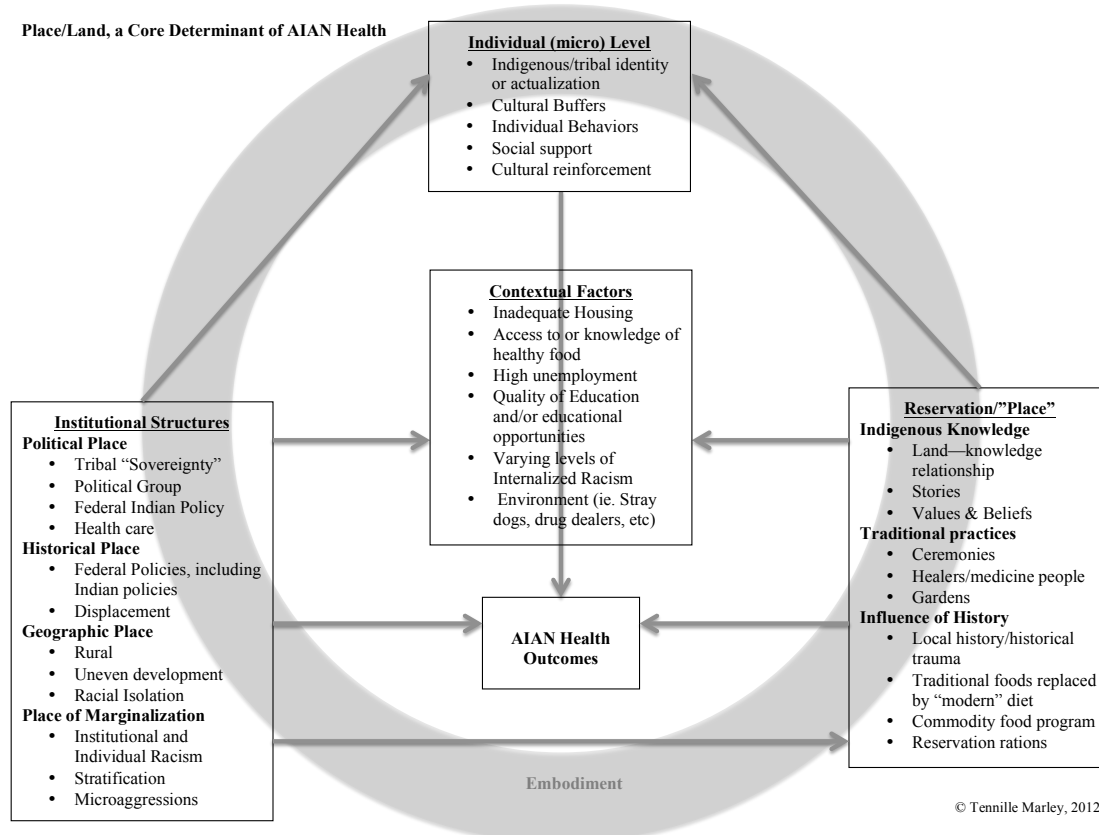 Place/Land, a Core Determinant of AIAN Health
Individual (micro) Level
• Indigenous/tribal identity
or actualization
• Cultural Buffers
• Individual Behaviors
• Social support
• Cultural reinforcement
Contextual Factors
• Inadequate Housing
• Access to or knowledge of
healthy food
• High unemployment
• Quality of Education
and/or educational
opportunities
• Varying levels of
Internalized Racism
• Environment (ie. Stray
dogs, drug dealers, etc)
Institutional Structures
Political Place
• Tribal “Sovereignty”
• Political Group
• Federal Indian Policy
• Health care
Historical Place
• Federal Policies, including
Indian policies
• Displacement
Geographic Place
• Rural
• Uneven development
• Racial Isolation
Place of Marginalization
• Institutional and
Individual Racism
• Stratification
• Microaggressions
AIAN Health
Outcomes
Reservation/”Place”
Indigenous Knowledge
• Land—knowledge
relationship
• Stories
• Values & Beliefs
Traditional practices
• Ceremonies
• Healers/medicine people
• Gardens
Influence of History
• Local history/historical
trauma
• Traditional foods replaced
by “modern” diet
• Commodity food program
• Reservation rations
Embodiment
© Tennille Marley, 2012